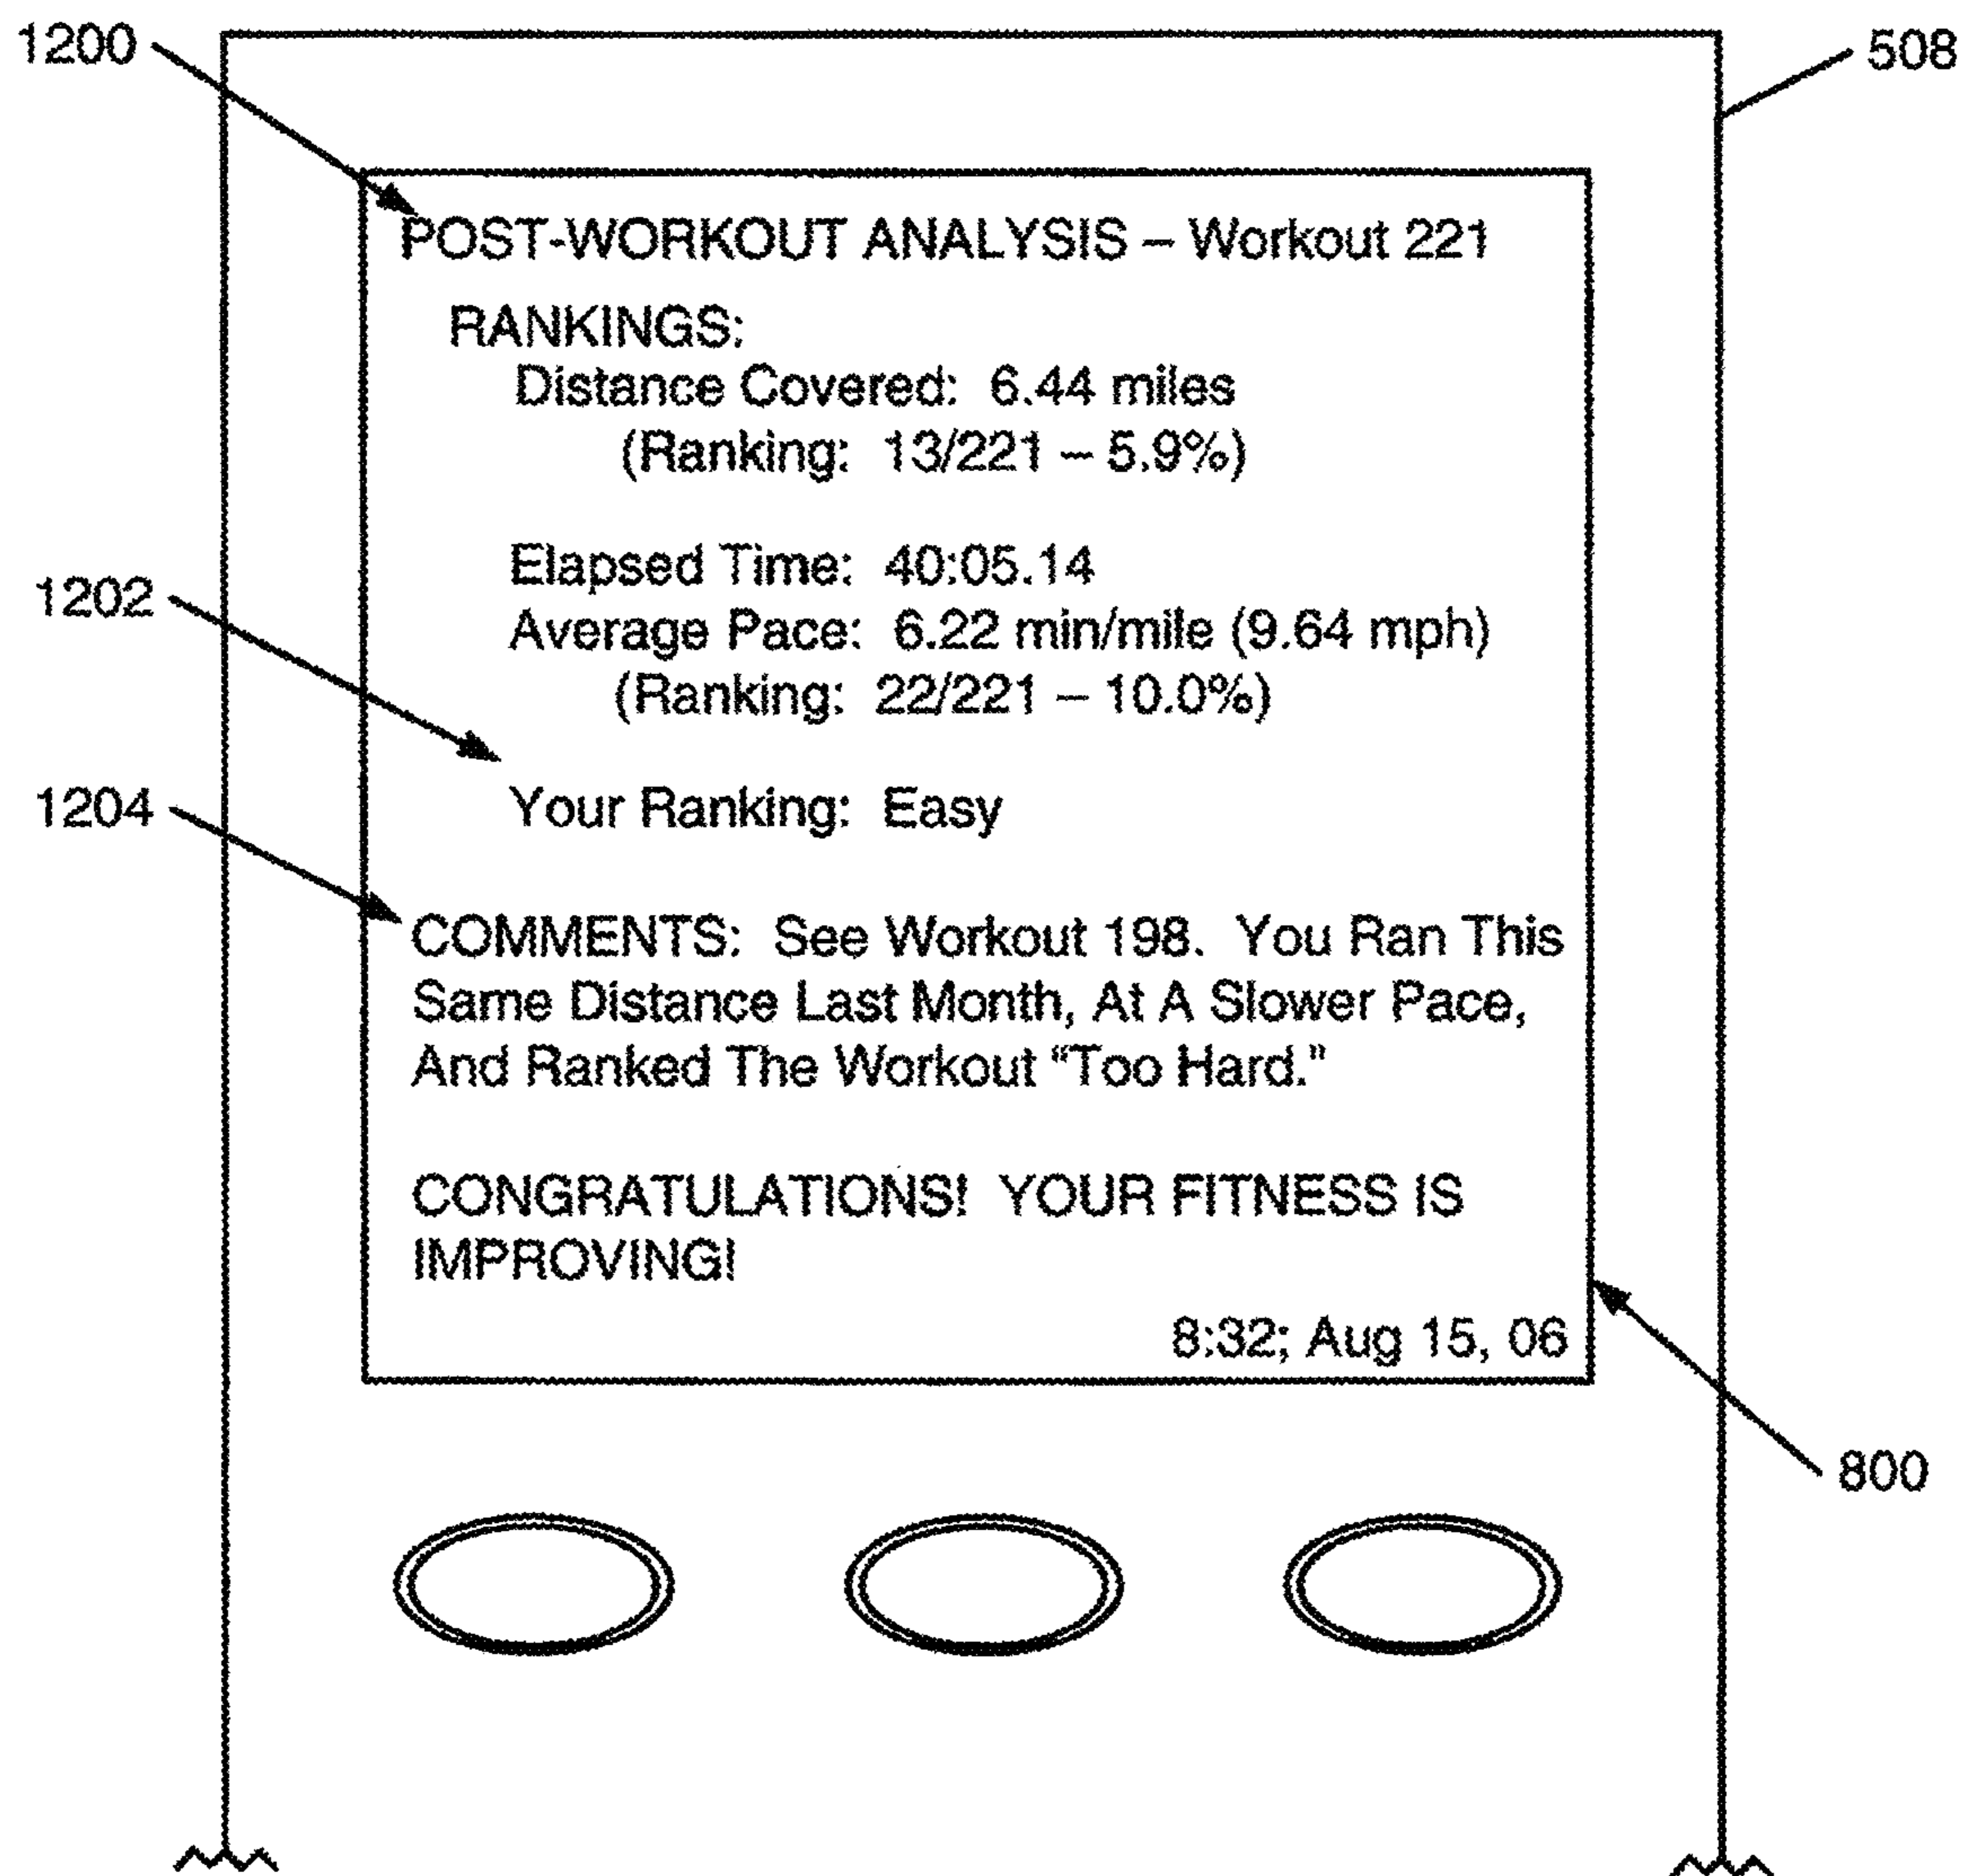 1200
508
POST-WORKOUT ANALYSIS – Workout 221
RANKINGS:
Distance Covered: 6.44 miles
(Ranking: 13/221 – 5.9%)
Elapsed Time: 40:05.14
1202
Average Pace: 6.22 min/mile (9.64 mph)
(Ranking: 22/221 – 10.0%)
Your Ranking: Easy
1204
COMMENTS: See Workout 198. You Ran This
Same Distance Last Month, At A Slower Pace,
And Ranked The Workout "Too Hard."
CONGRATULATIONS! YOUR FITNESS IS
IMPROVING!
8:32; Aug 15, 06
800